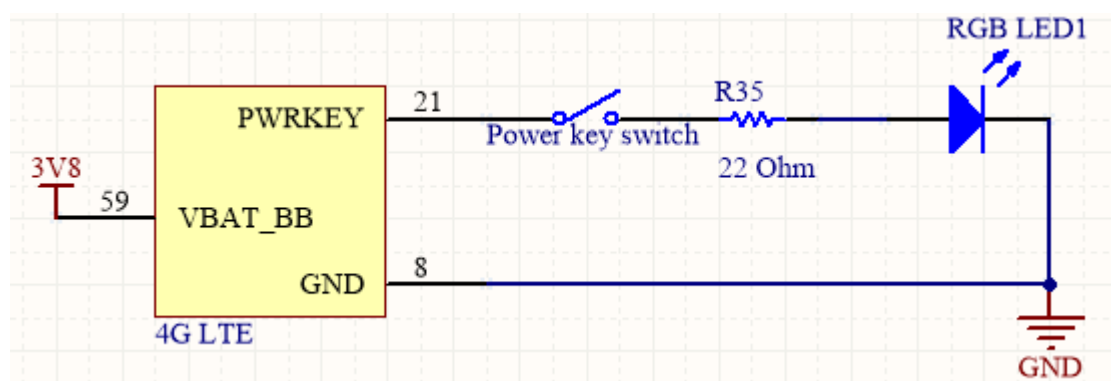 RGB LED1
PWRKEY
21
R35
Power key switch
22 Ohm
3V8
59
VBAT_BB
GND
8
4G LTE
GND